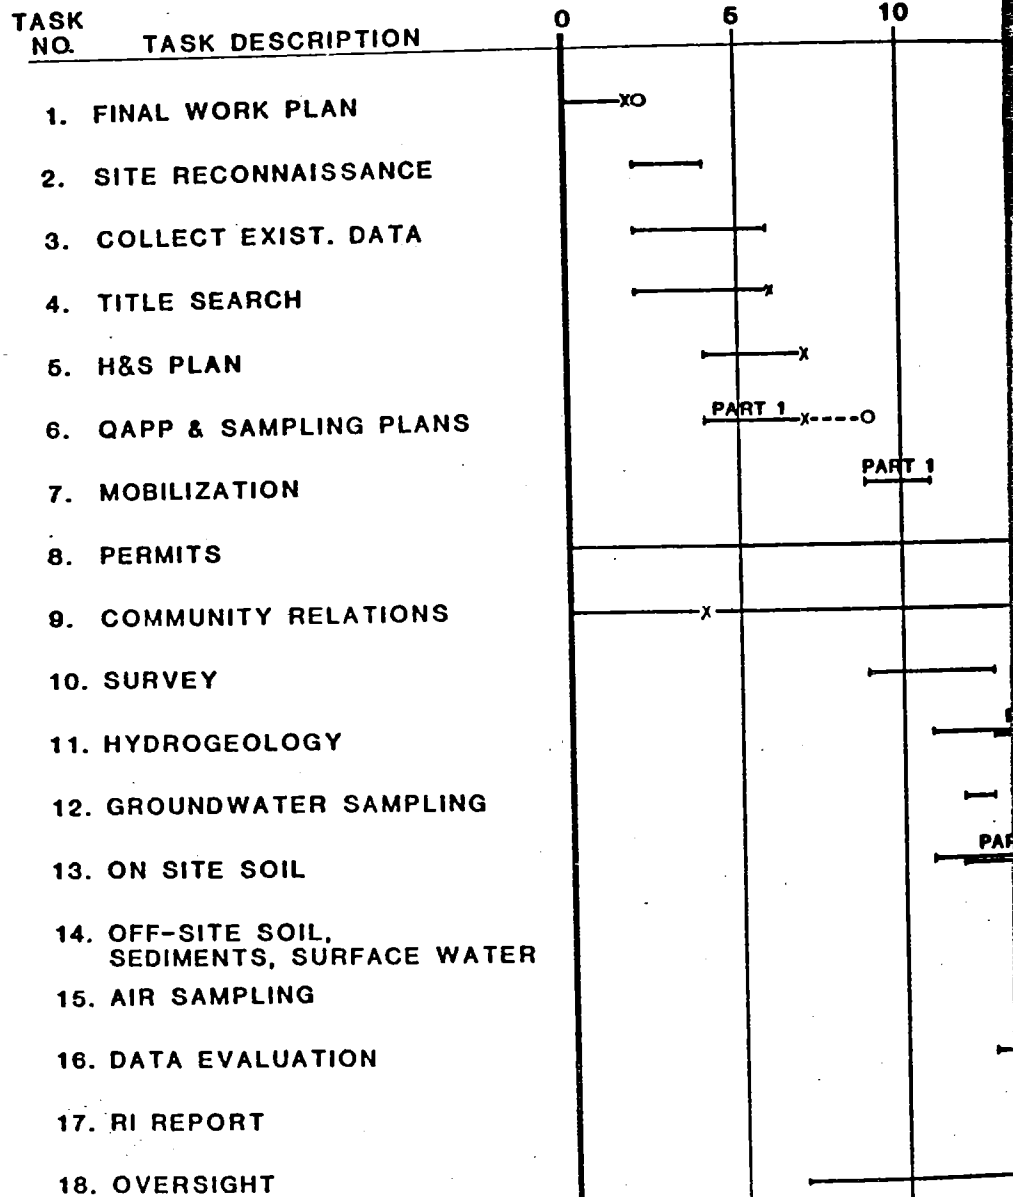 TASK NO. TASK DESCRIPTION 0 5 10
1. FINAL WORK PLAN XO
2. SITE RECONNAISSANCE
3. COLLECT EXIST. DATA
4. TITLE SEARCH X
5. H&S PLAN X
6. QAPP & SAMPLING PLANS PART 1 X----O
7. MOBILIZATION PART 1
8. PERMITS
9. COMMUNITY RELATIONS X
10. SURVEY
11. HYDROGEOLOGY
12. GROUNDWATER SAMPLING
13. ON SITE SOIL PAR
14. OFF-SITE SOIL,
SEDIMENTS, SURFACE WATER
15. AIR SAMPLING
16. DATA EVALUATION
17. RI REPORT
18. OVERSIGHT